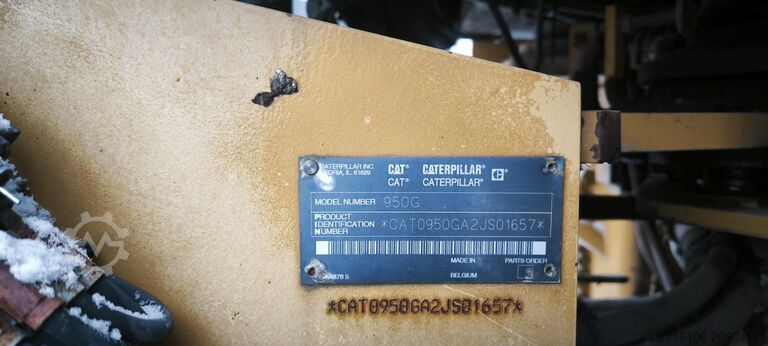 CATERPILLAR INC.
CAT® CATERPILLAR®
PEORIA, IL. 61629
CAT® CATERPILLAR®
MODEL NUMBER 950G
PRODUCT
IDENTIFICATION
NUMBER
*CAT0950GA2JS01657*
MADE IN
BELGIUM
PARTS ORDER
*CAT0950GA2JS01657*